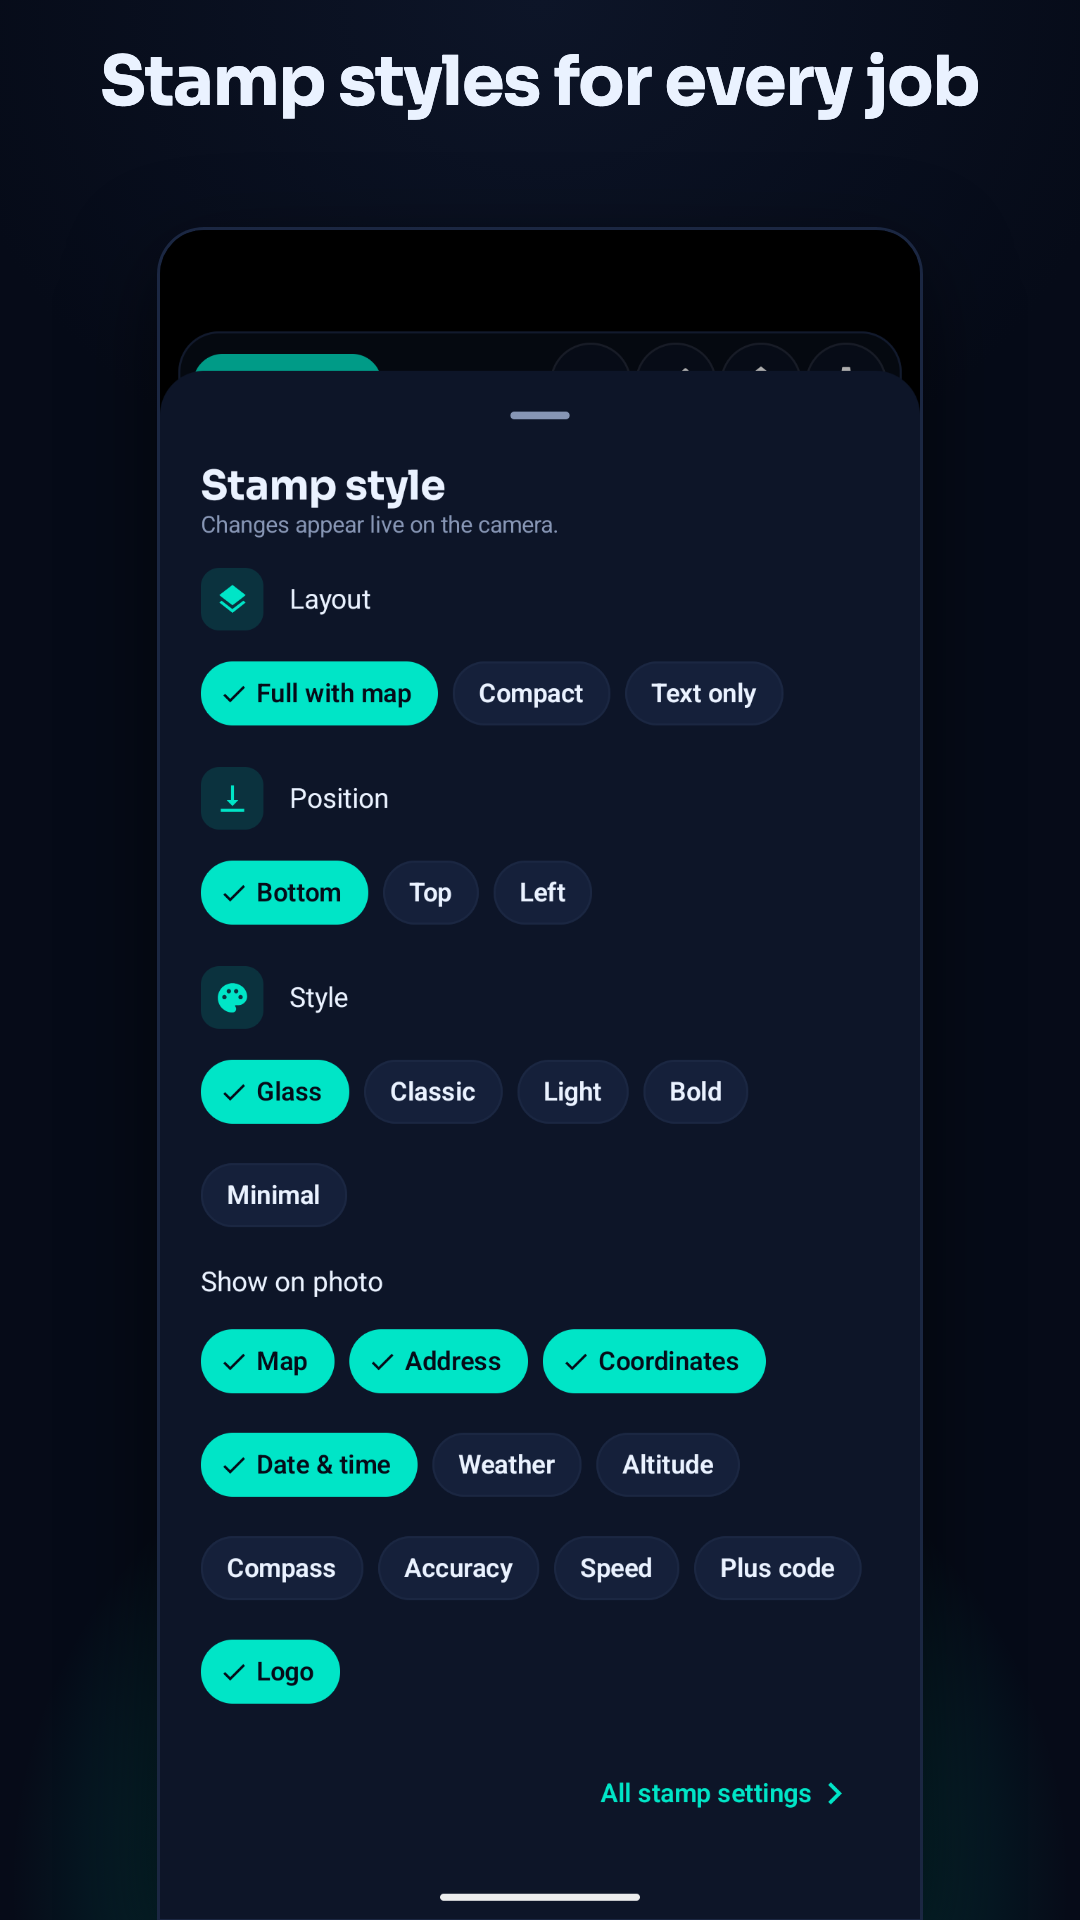 Stamp styles for every job
Stamp style
Changes appear live on the camera.
Layout
Full with map Compact Text only
Position
Bottom Top Left
Style
Glass Classic Light Bold
Minimal
Show on photo
Map Address Coordinates
Date & time Weather Altitude
Compass Accuracy Speed Plus code
Logo
All stamp settings